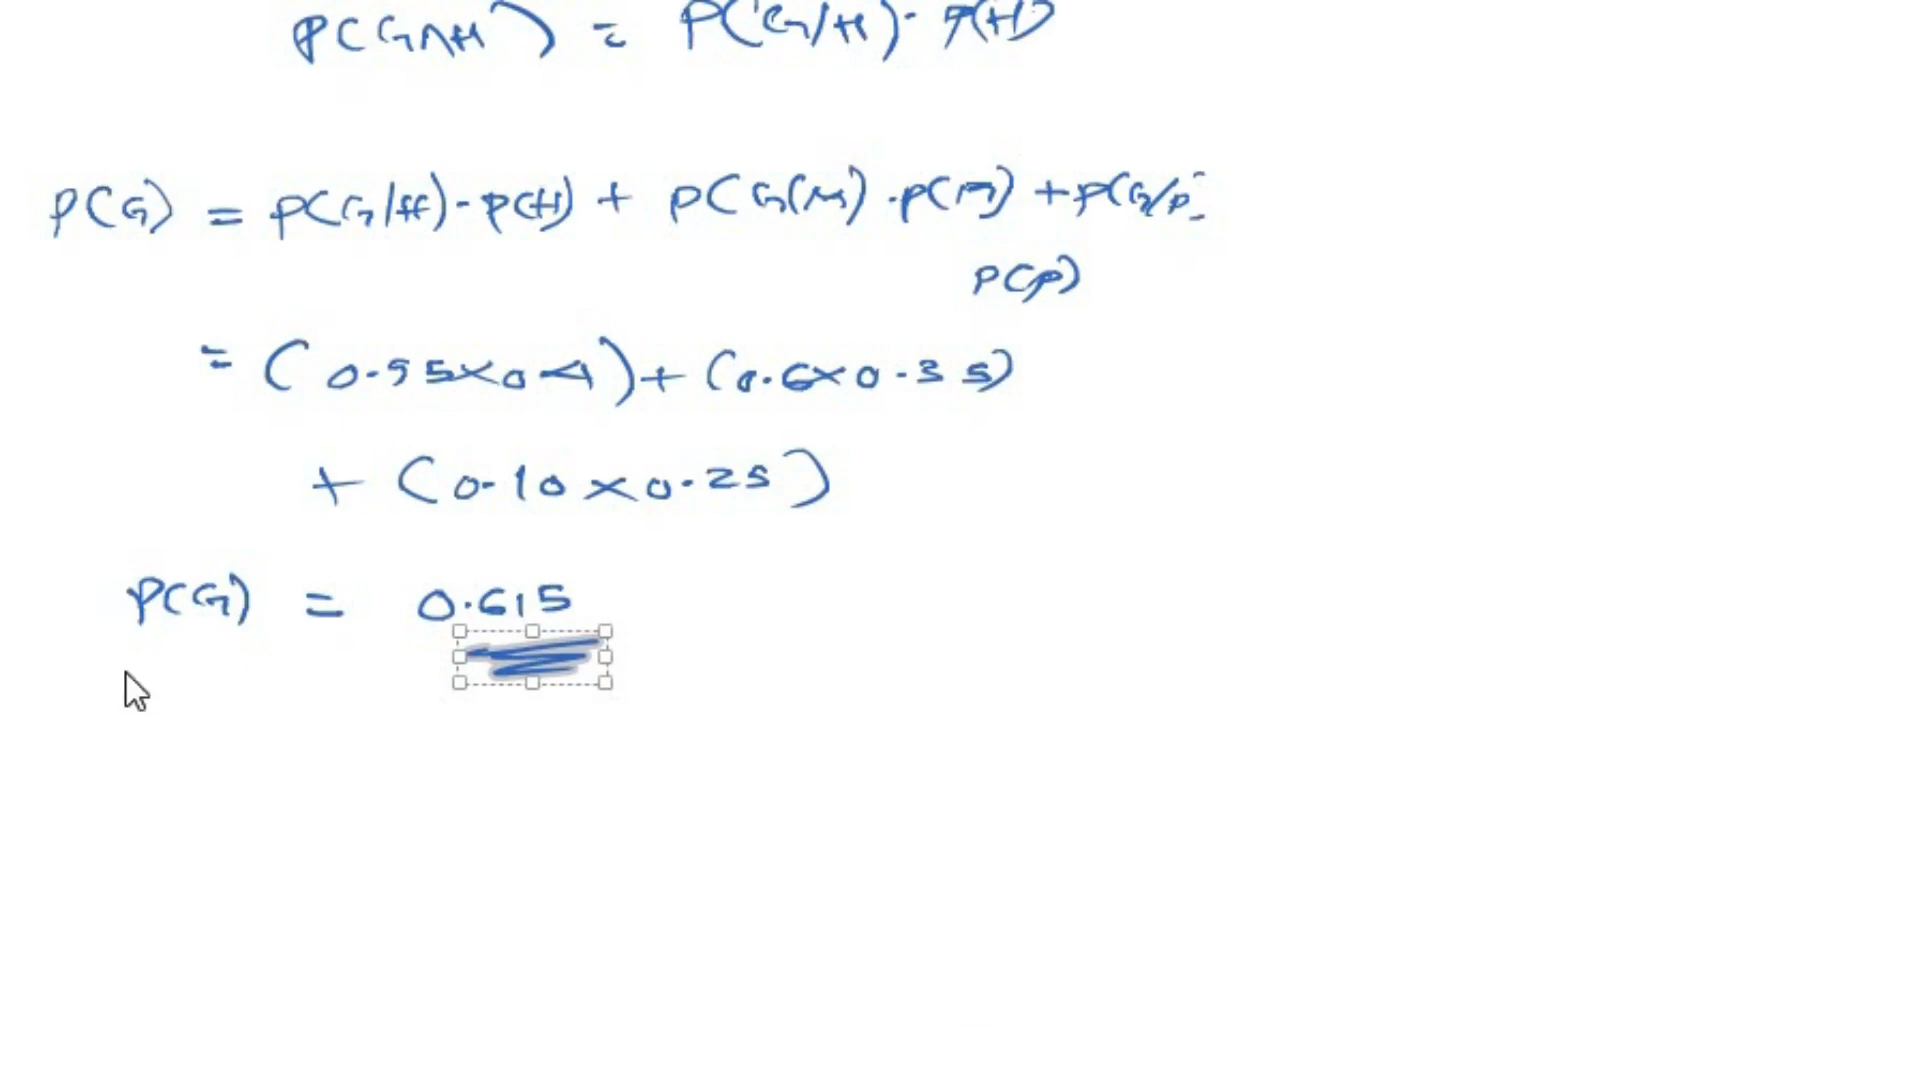 P(G∩H) = P(G/H). P(H)
P(G) = P(G/H).P(H) + P(G/M).P(M) + P(G/P)
P(P)
= (0.95×0.4)+(0.6×0.35)
+ (0.10×0.25)
P(G) = 0.615